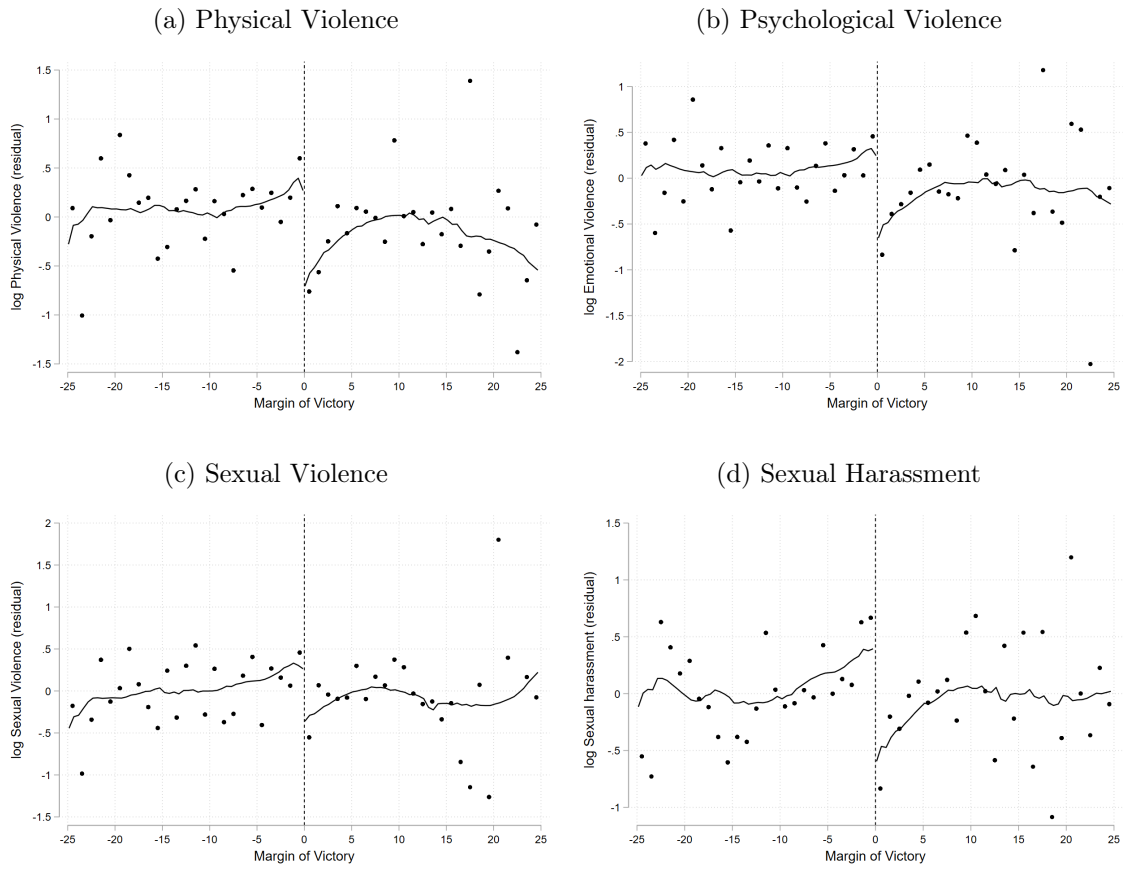 (a) Physical Violence
(b) Psychological Violence
log Physical Violence (residual)
1.5
1
.5
0
-.5
-1
-1.5
-25 -20 -15 -10 -5 0 5 10 15 20 25
Margin of Victory
log Emotional Violence (residual)
1
.5
0
-.5
-1
-1.5
-2
-25 -20 -15 -10 -5 0 5 10 15 20 25
Margin of Victory
(c) Sexual Violence
(d) Sexual Harassment
log Sexual Violence (residual)
2
1.5
1
.5
0
-.5
-1
-1.5
-25 -20 -15 -10 -5 0 5 10 15 20 25
Margin of Victory
log Sexual harassment (residual)
1.5
1
.5
0
-.5
-1
-25 -20 -15 -10 -5 0 5 10 15 20 25
Margin of Victory